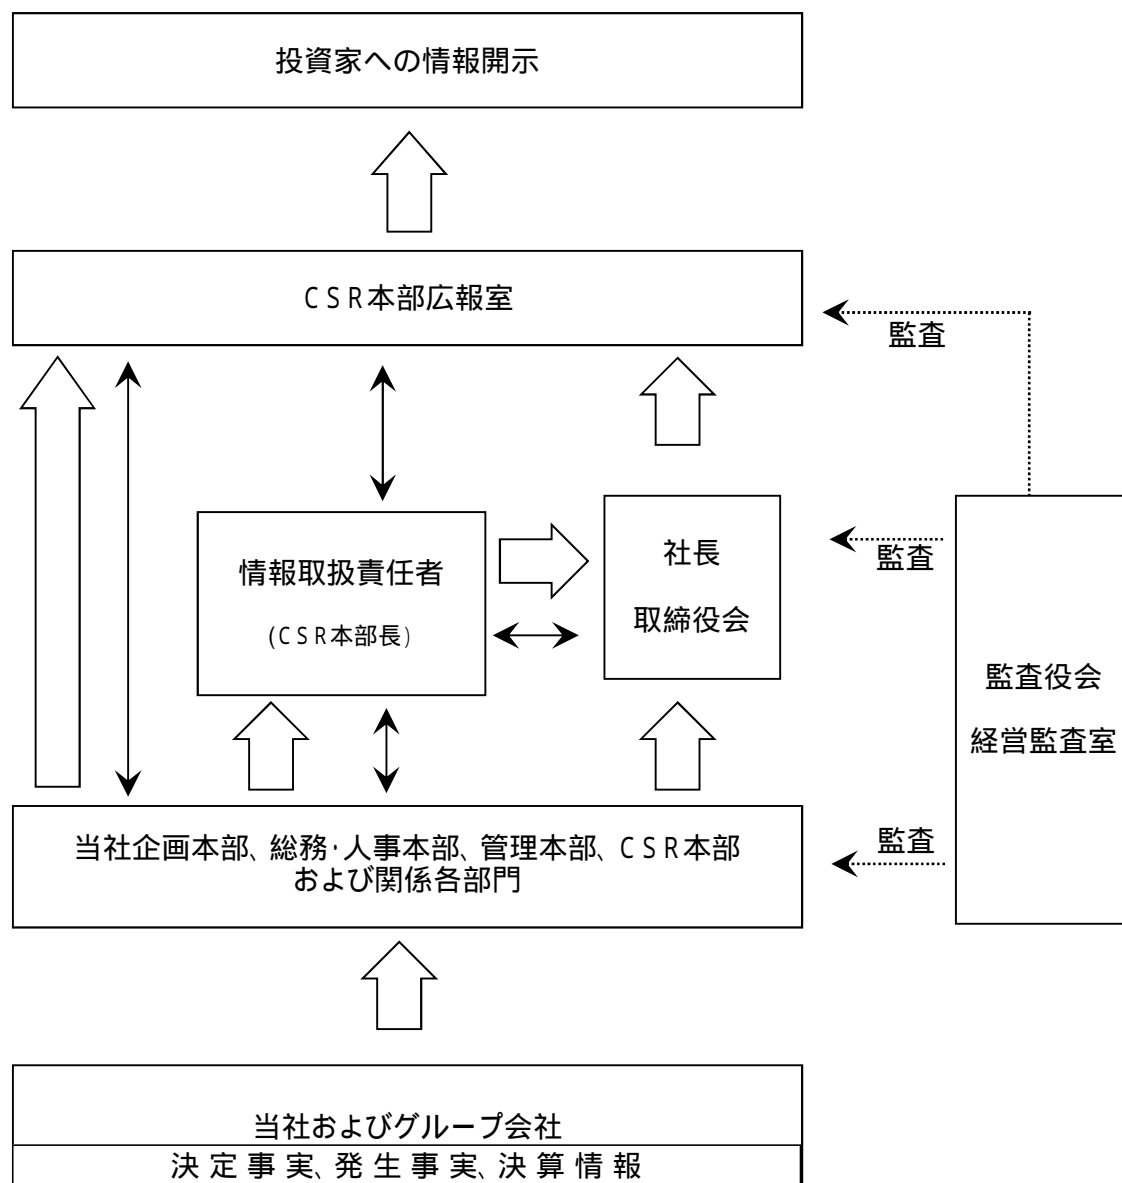 投資家への情報開示
CSR本部広報室
監査
情報取扱責任者
(CSR本部長)
社長
取締役会
監査
監査役会
経営監査室
監査
当社企画本部、総務・人事本部、管理本部、CSR本部
および関係各部門
当社およびグループ会社
決定事実、発生事実、決算情報